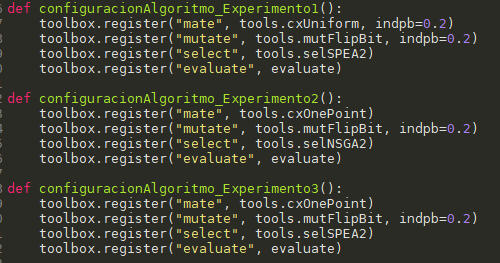 def configuracionAlgoritmo_Experimento1():
    toolbox.register("mate", tools.cxUniform, indpb=0.2)
    toolbox.register("mutate", tools.mutFlipBit, indpb=0.2)
    toolbox.register("select", tools.selSPEA2)
    toolbox.register("evaluate", evaluate)

def configuracionAlgoritmo_Experimento2():
    toolbox.register("mate", tools.cxOnePoint)
    toolbox.register("mutate", tools.mutFlipBit, indpb=0.2)
    toolbox.register("select", tools.selNSGA2)
    toolbox.register("evaluate", evaluate)

def configuracionAlgoritmo_Experimento3():
    toolbox.register("mate", tools.cxOnePoint)
    toolbox.register("mutate", tools.mutFlipBit, indpb=0.2)
    toolbox.register("select", tools.selSPEA2)
    toolbox.register("evaluate", evaluate)